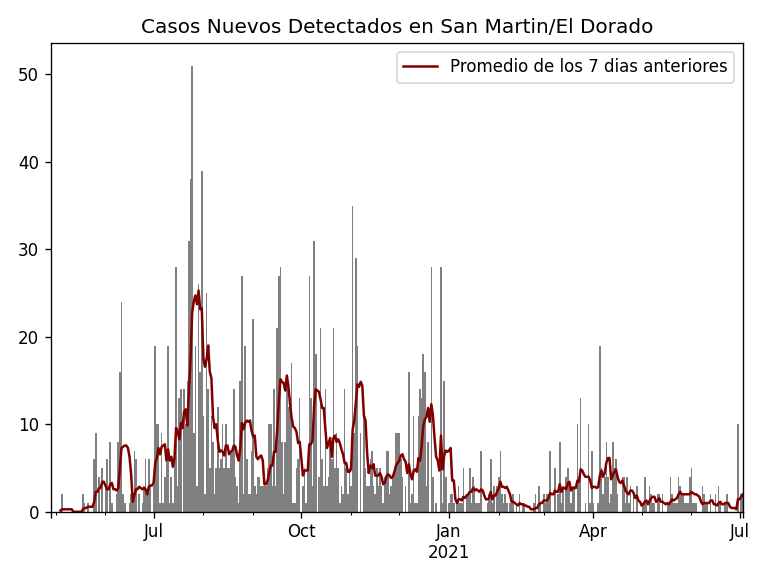 Casos Nuevos Detectados en San Martin/El Dorado
Promedio de los 7 dias anteriores
50
40
30
20
10
0
Jul
Oct
Jan
2021
Apr
Jul